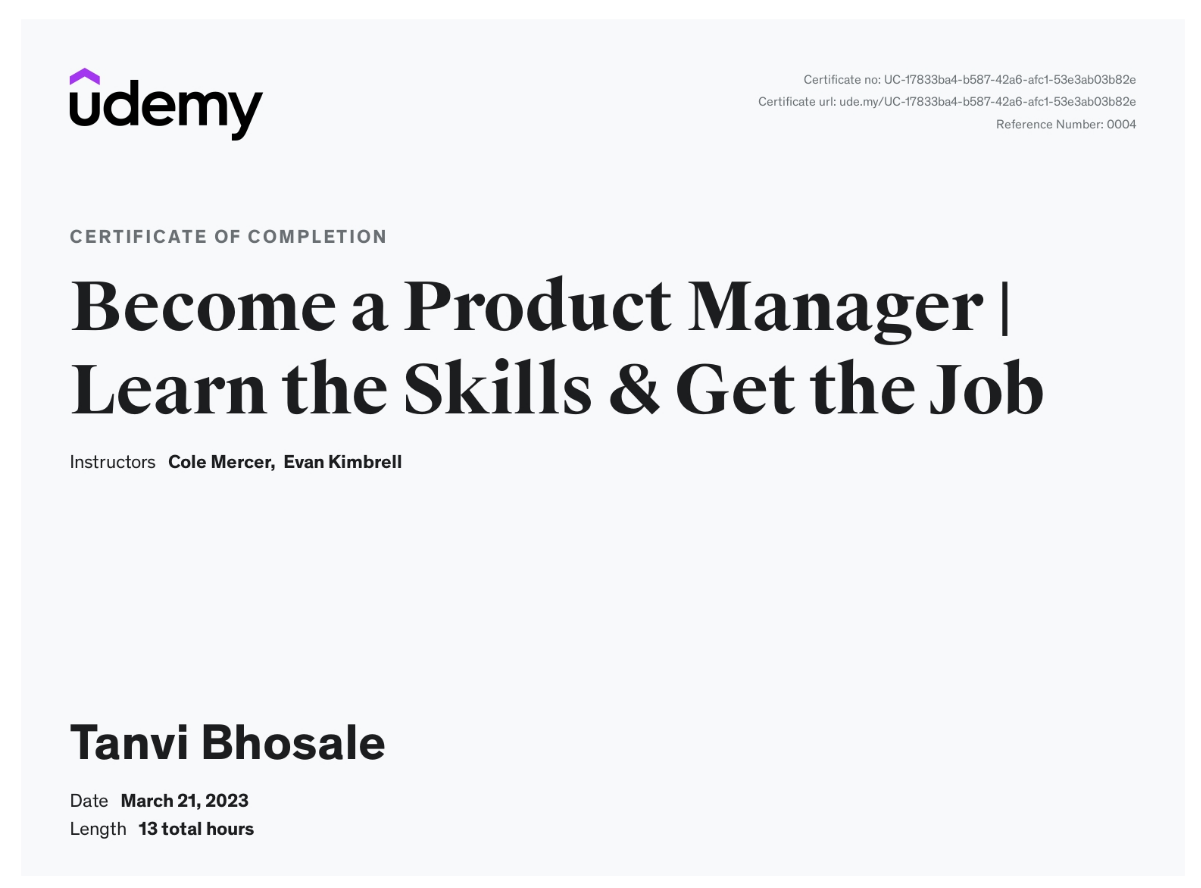 udemy
Certificate no: UC-17833ba4-b587-42a6-afc1-53e3ab03b82e
Certificate url: ude.my/UC-17833ba4-b587-42a6-afc1-53e3ab03b82e
Reference Number: 0004
CERTIFICATE OF COMPLETION
Become a Product Manager |
Learn the Skills & Get the Job
Instructors Cole Mercer, Evan Kimbrell
Tanvi Bhosale
Date March 21, 2023
Length 13 total hours